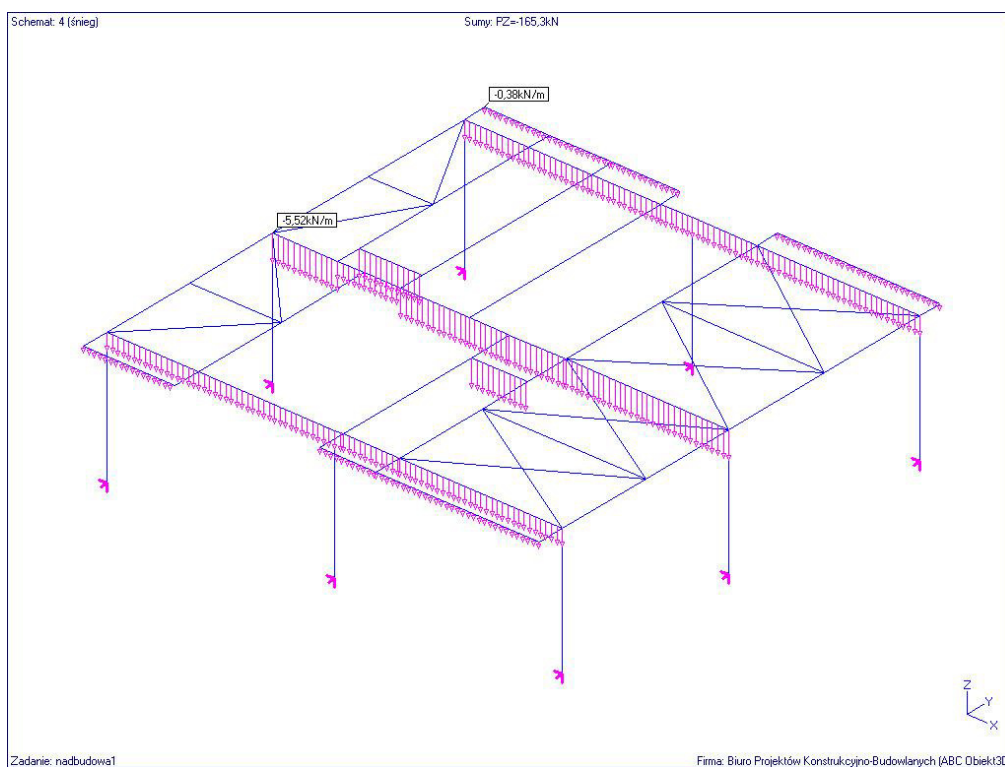 Schemat: 4 (śnieg)
Sumy: PZ=-165,3kN
-0,38kN/m
-5,52kN/m
Z
Y
X
Zadanie: nadbudowa1
Firma: Biuro Projektów Konstrukcyjno-Budowlanych (ABC Obiekt3D